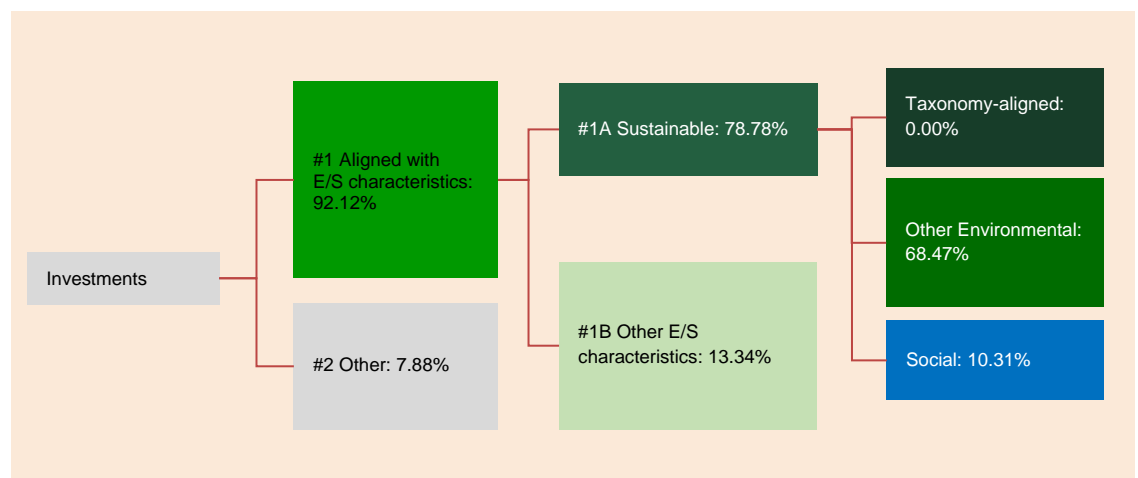 Investments
#1 Aligned with
E/S characteristics:
92.12%
#2 Other: 7.88%
#1A Sustainable: 78.78%
#1B Other E/S
characteristics: 13.34%
Taxonomy-aligned:
0.00%
Other Environmental:
68.47%
Social: 10.31%